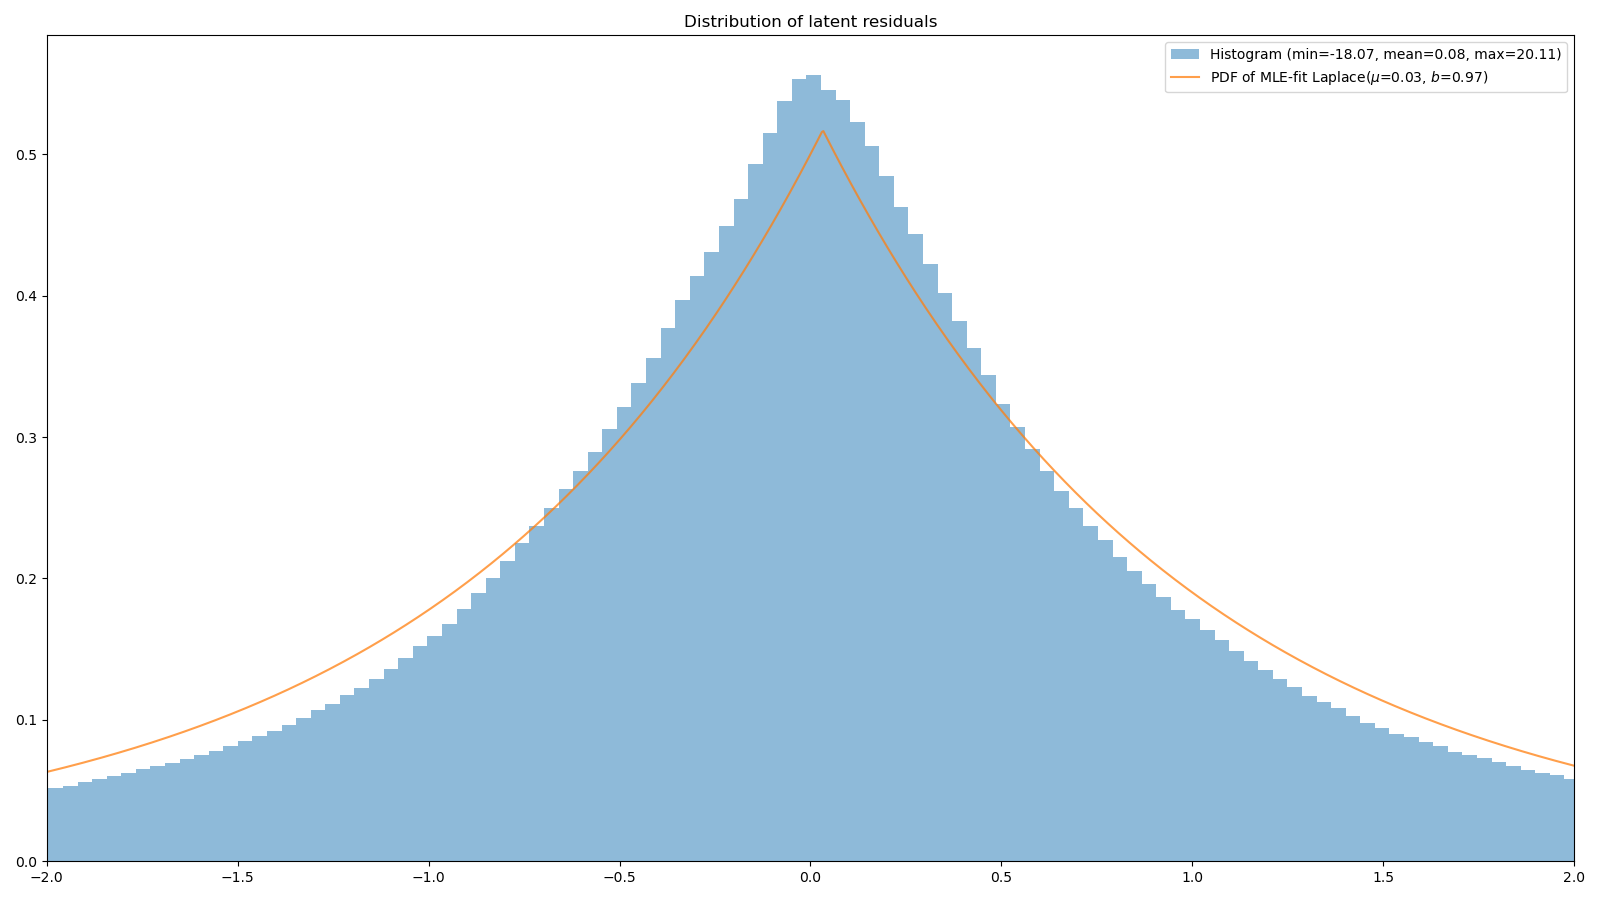 Distribution of latent residuals
Histogram (min=-18.07, mean=0.08, max=20.11)
PDF of MLE-fit Laplace(μ=0.03, b=0.97)
0.5
0.4
0.3
0.2
0.1
0.0
−2.0 −1.5 −1.0 −0.5 0.0 0.5 1.0 1.5 2.0